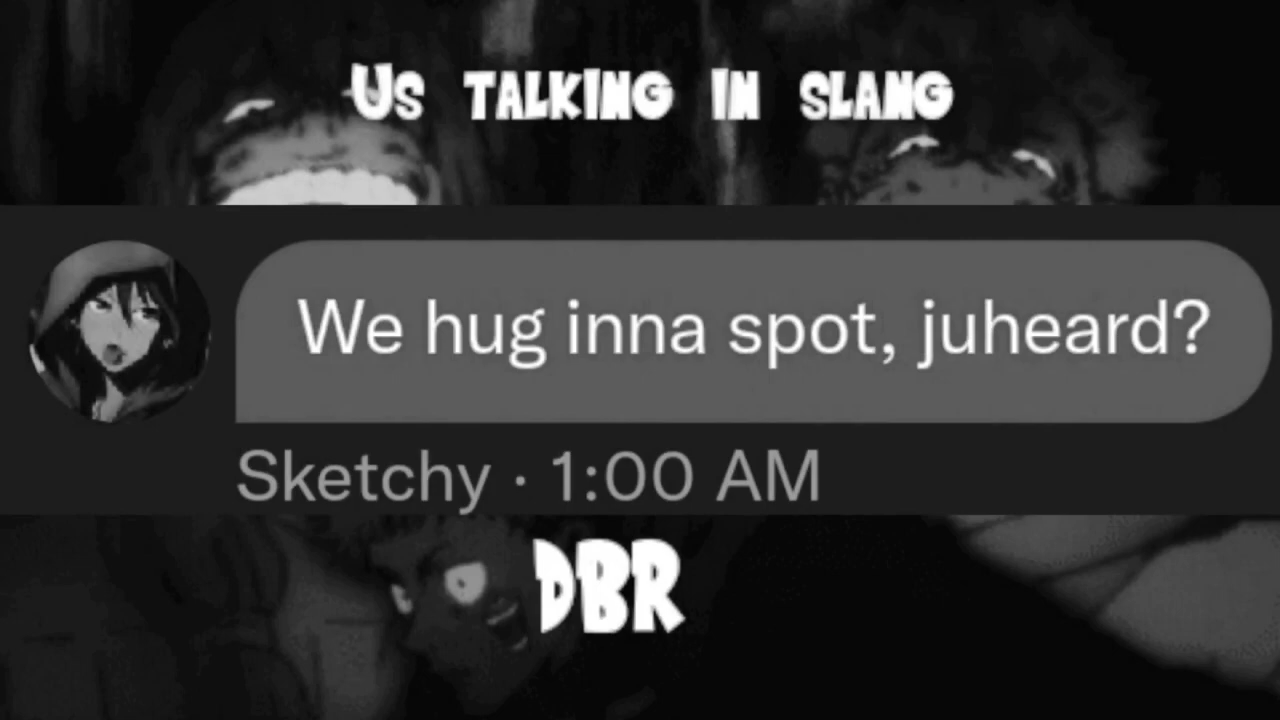 Us talking in slang
We hug inna spot, juheard?
Sketchy · 1:00 AM
DBR